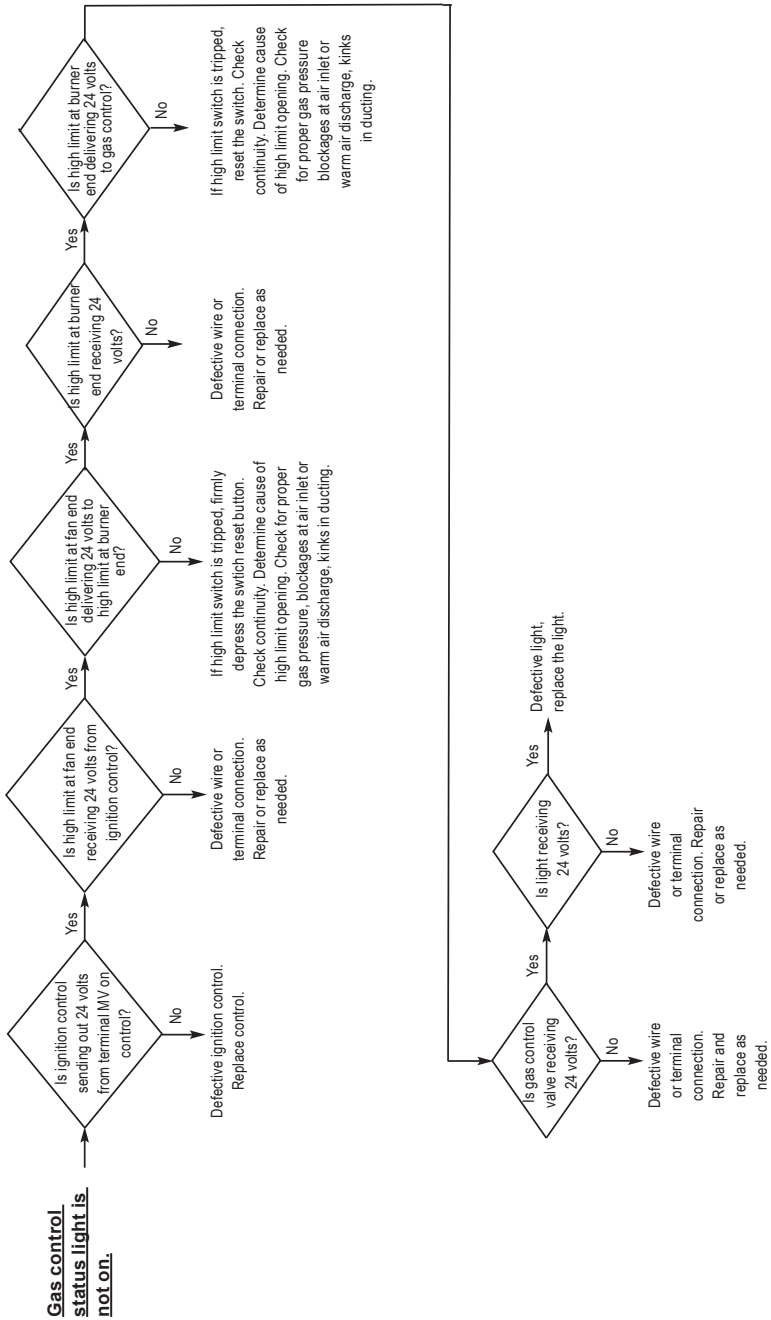 Gas control
status light is
not on.
Is ignition control
sending out 24 volts
from terminal MV on
control?
Yes
No
Defective ignition control.
Replace control.
Is high limit at fan end
receiving 24 volts from
ignition control?
Yes
No
Defective wire or
terminal connection.
Repair or replace as
needed.
Is high limit at fan end
delivering 24 volts to
high limit at burner
end?
Yes
No
If high limit switch is tripped, firmly
depress the swtich reset button.
Check continuity. Determine cause of
high limit opening. Check for proper
gas pressure, blockages at air inlet or
warm air discharge, kinks in ducting.
Is high limit at burner
end receiving 24
volts?
Yes
No
Defective wire or
terminal connection.
Repair or replace as
needed.
Is high limit at burner
end delivering 24 volts
to gas control?
No
If high limit switch is tripped,
reset the switch. Check
continuity. Determine cause
of high limit opening. Check
for proper gas pressure
blockages at air inlet or
warm air discharge, kinks
in ducting.
Is gas control
valve receiving
24 volts?
Yes
No
Defective wire
or terminal
connection.
Repair and
replace as
needed.
Is light receiving
24 volts?
Yes
Defective light,
replace the light.
No
Defective wire
or terminal
connection. Repair
or replace as
needed.